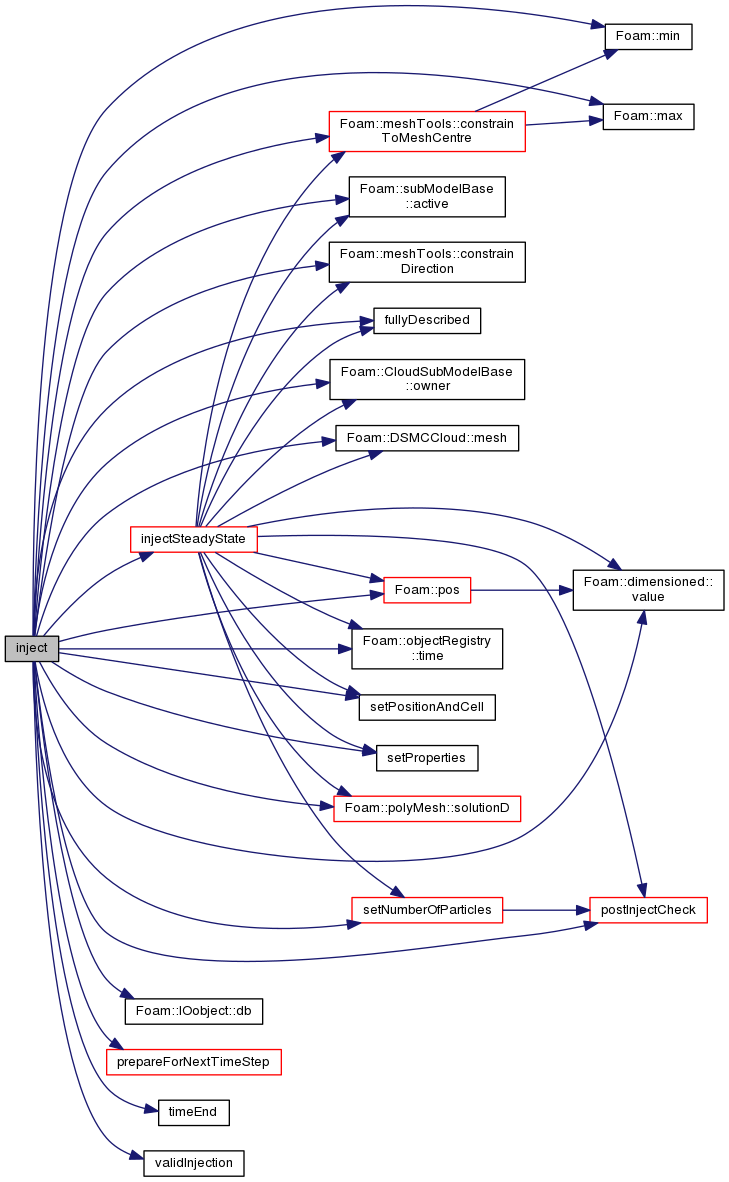 Foam::min
Foam::max
Foam::meshTools::constrain
ToMeshCentre
Foam::subModelBase
::active
Foam::meshTools::constrain
Direction
fullyDescribed
Foam::CloudSubModelBase
::owner
Foam::DSMCCloud::mesh
injectSteadyState
Foam::pos
Foam::dimensioned::
value
inject
Foam::objectRegistry
::time
setPositionAndCell
setProperties
Foam::polyMesh::solutionD
setNumberOfParticles
postInjectCheck
Foam::IOobject::db
prepareForNextTimeStep
timeEnd
validInjection